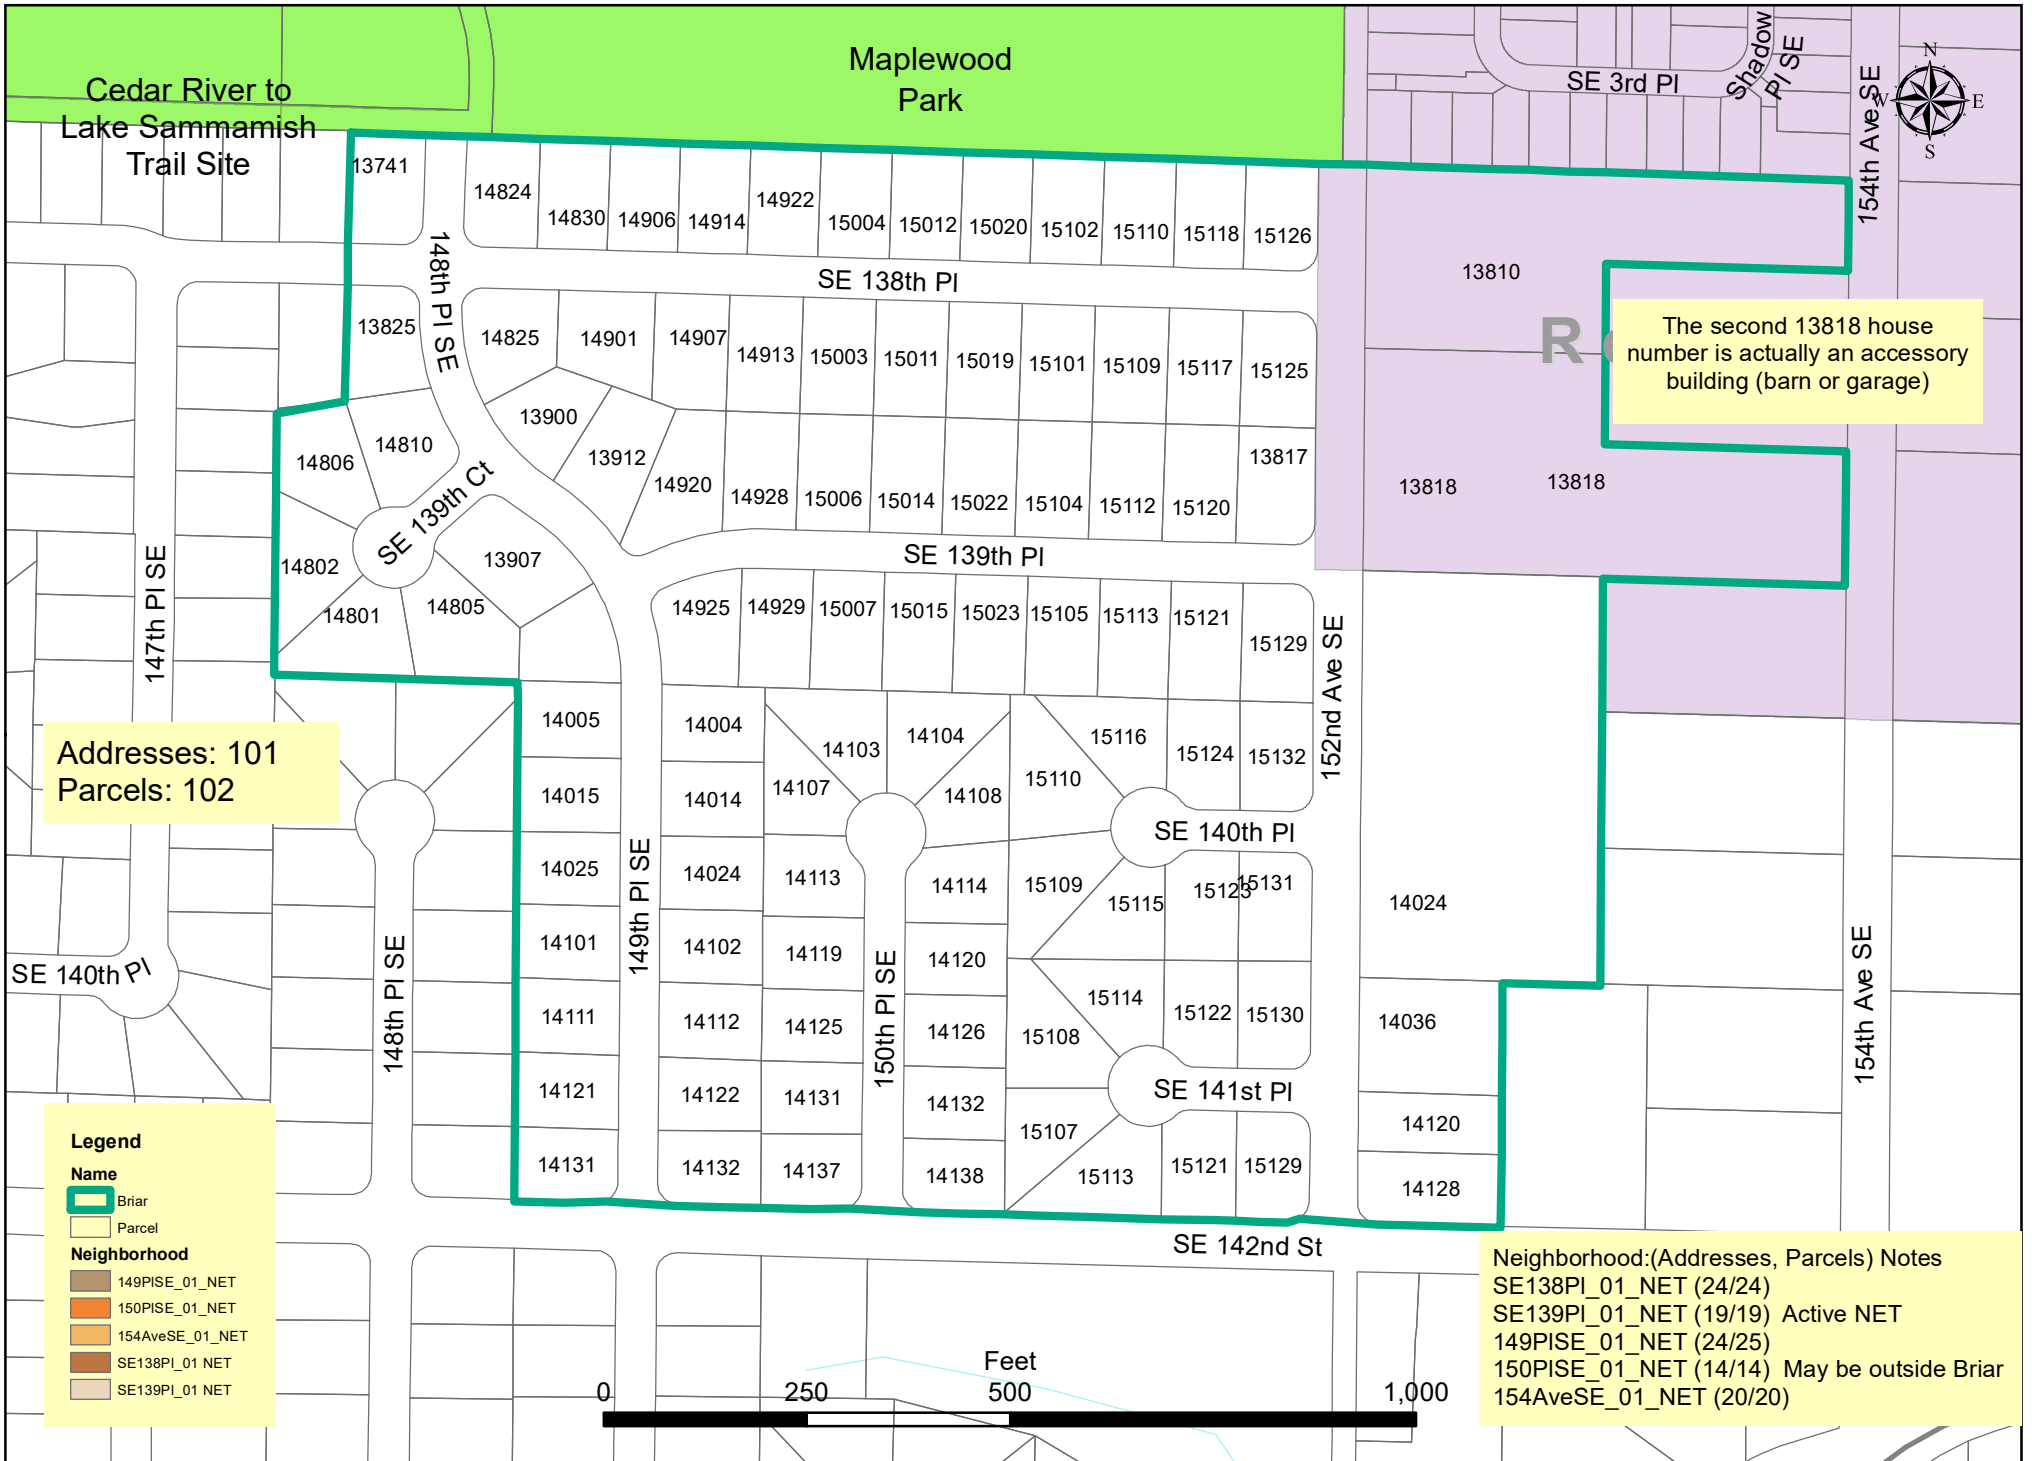 Cedar River to
Lake Sammamish
Trail Site
Maplewood
Park
SE 3rd Pl
Shadow
Pl SE
154th Ave SE
N
W
E
S
13741
14824
14830
14906
14914
14922
15004
15012
15020
15102
15110
15118
15126
148th Pl SE
SE 138th Pl
13810
R
The second 13818 house
number is actually an accessory
building (barn or garage)
13825
14825
14901
14907
14913
15003
15011
15019
15101
15109
15117
15125
13900
13912
14920
14928
15006
15014
15022
15104
15112
15120
13817
13818
13818
14806
14810
SE 139th Ct
SE 139th Pl
14802
14801
14805
13907
147th Pl SE
14925
14929
15007
15015
15023
15105
15113
15121
15129
152nd Ave SE
Addresses: 101
Parcels: 102
14005
14004
14103
14104
15116
15124
15132
14015
14014
14107
14108
15110
SE 140th Pl
14025
14024
14113
14114
15109
15115
15123
15131
14024
149th Pl SE
14101
14102
14119
14120
SE 140th Pl
148th Pl SE
150th Pl SE
154th Ave SE
14111
14112
14125
14126
15108
15114
15122
15130
14036
14121
14122
14131
14132
SE 141st Pl
14120
14131
14132
14137
14138
15107
15113
15121
15129
14128
SE 142nd St
Legend
Name
Briar
Parcel
Neighborhood
149PlSE_01_NET
150PlSE_01_NET
154AveSE_01_NET
SE138Pl_01 NET
SE139Pl_01 NET
Feet
0 250 500 1,000
Neighborhood:(Addresses, Parcels) Notes
SE138Pl_01_NET (24/24)
SE139Pl_01_NET (19/19) Active NET
149PlSE_01_NET (24/25)
150PlSE_01_NET (14/14) May be outside Briar
154AveSE_01_NET (20/20)